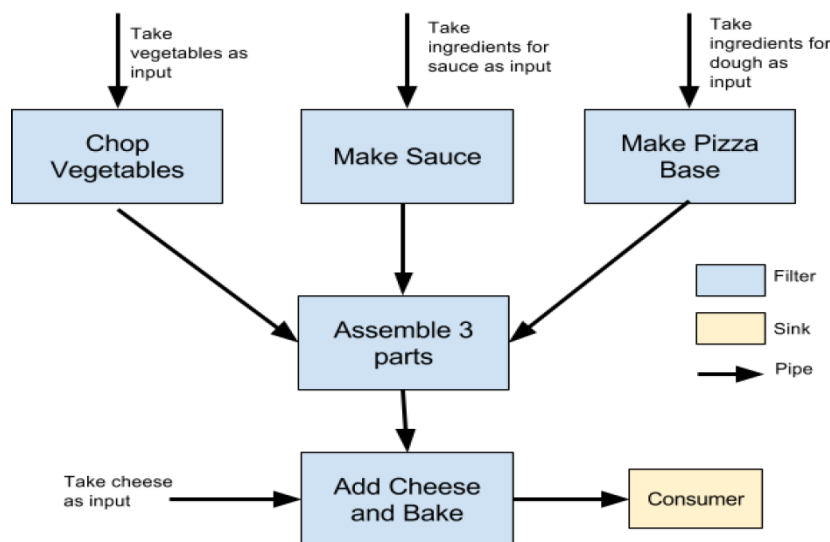 Take
vegetables as
input
Take
ingredients for
sauce as input
Take
ingredients for
dough as
input
Chop
Vegetables
Make Sauce
Make Pizza
Base
Filter
Assemble 3
parts
Sink
Pipe
Take cheese
as input
Add Cheese
and Bake
Consumer